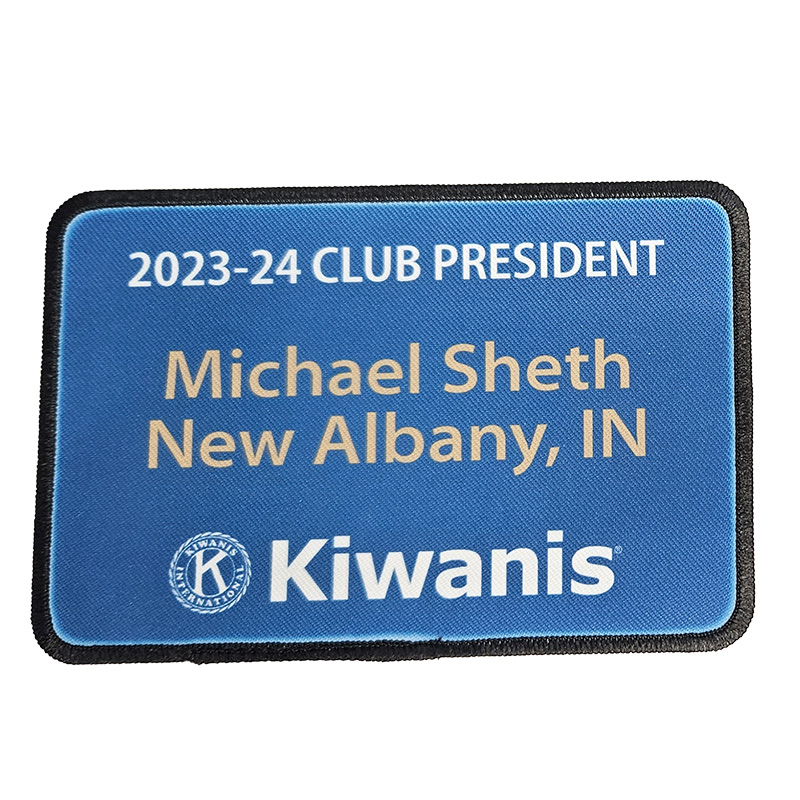 2023-24 CLUB PRESIDENT
Michael Sheth
New Albany, IN
KIWANIS
K
INTERNATIONAL
Kiwanis®